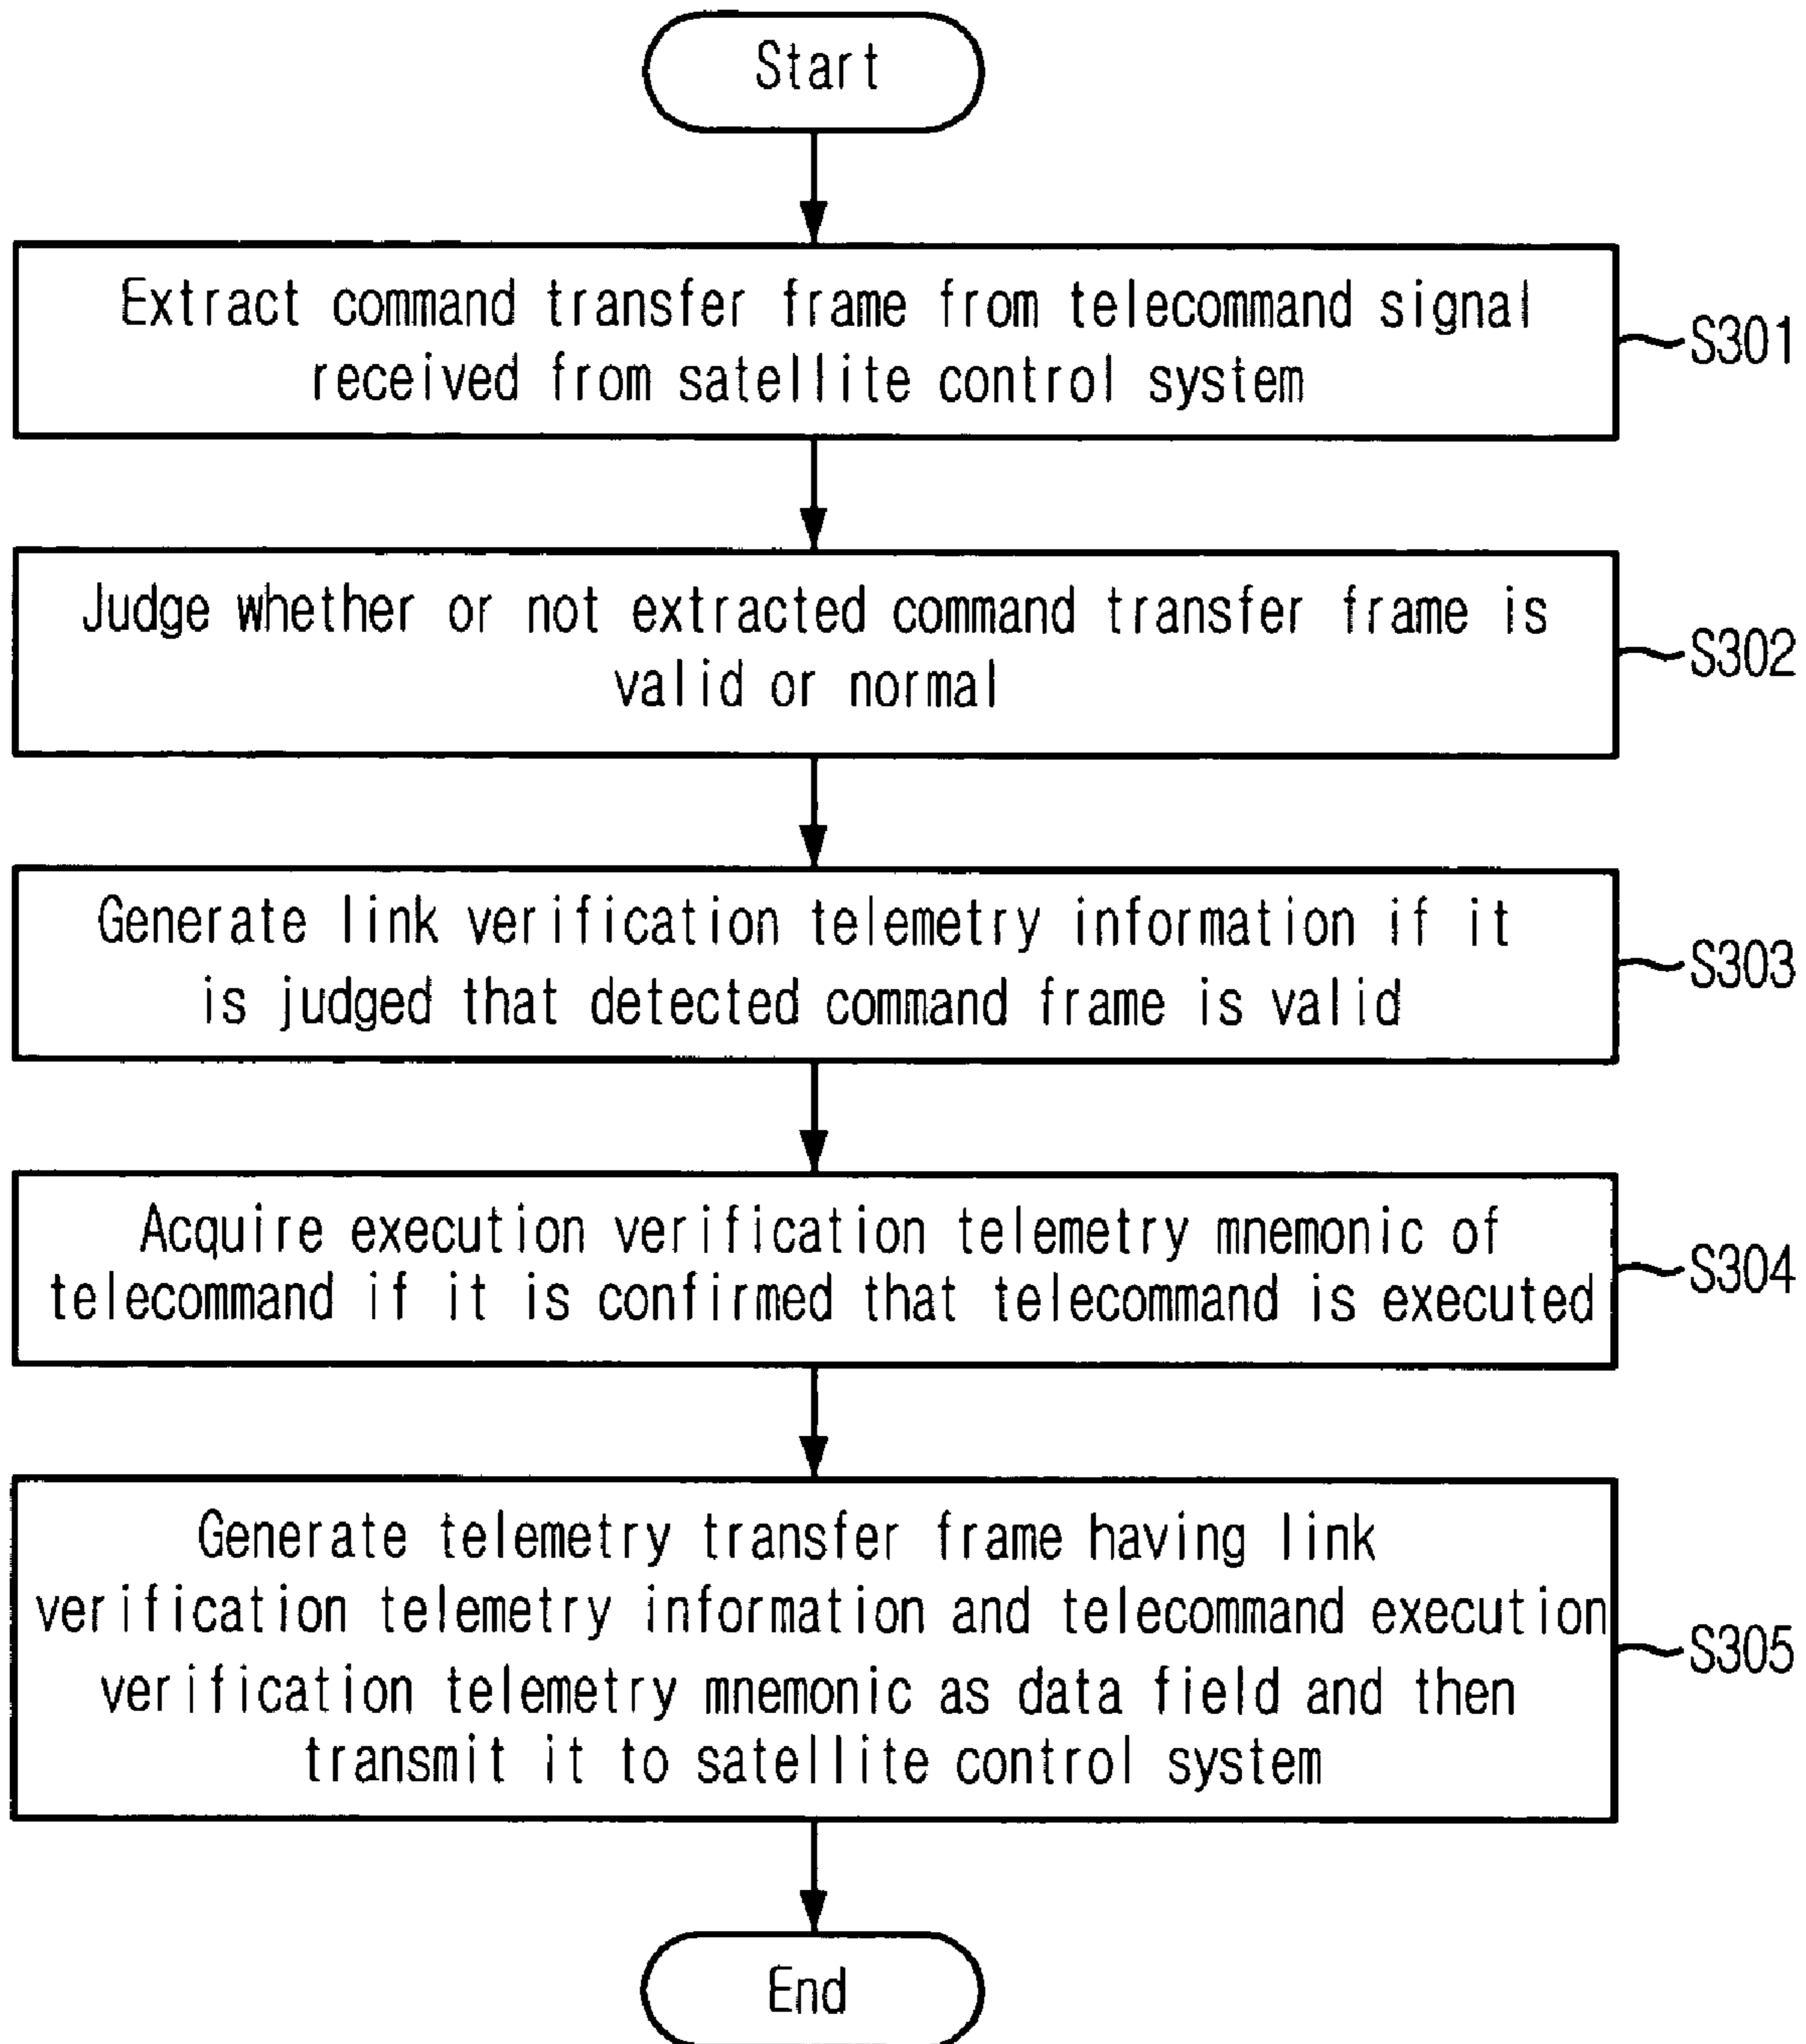 Start
Extract command transfer frame from telecommand signal
received from satellite control system
S301
Judge whether or not extracted command transfer frame is
valid or normal
S302
Generate link verification telemetry information if it
is judged that detected command frame is valid
S303
Acquire execution verification telemetry mnemonic of
telecommand if it is confirmed that telecommand is executed
S304
Generate telemetry transfer frame having link
verification telemetry information and telecommand execution
verification telemetry mnemonic as data field and then
transmit it to satellite control system
S305
End